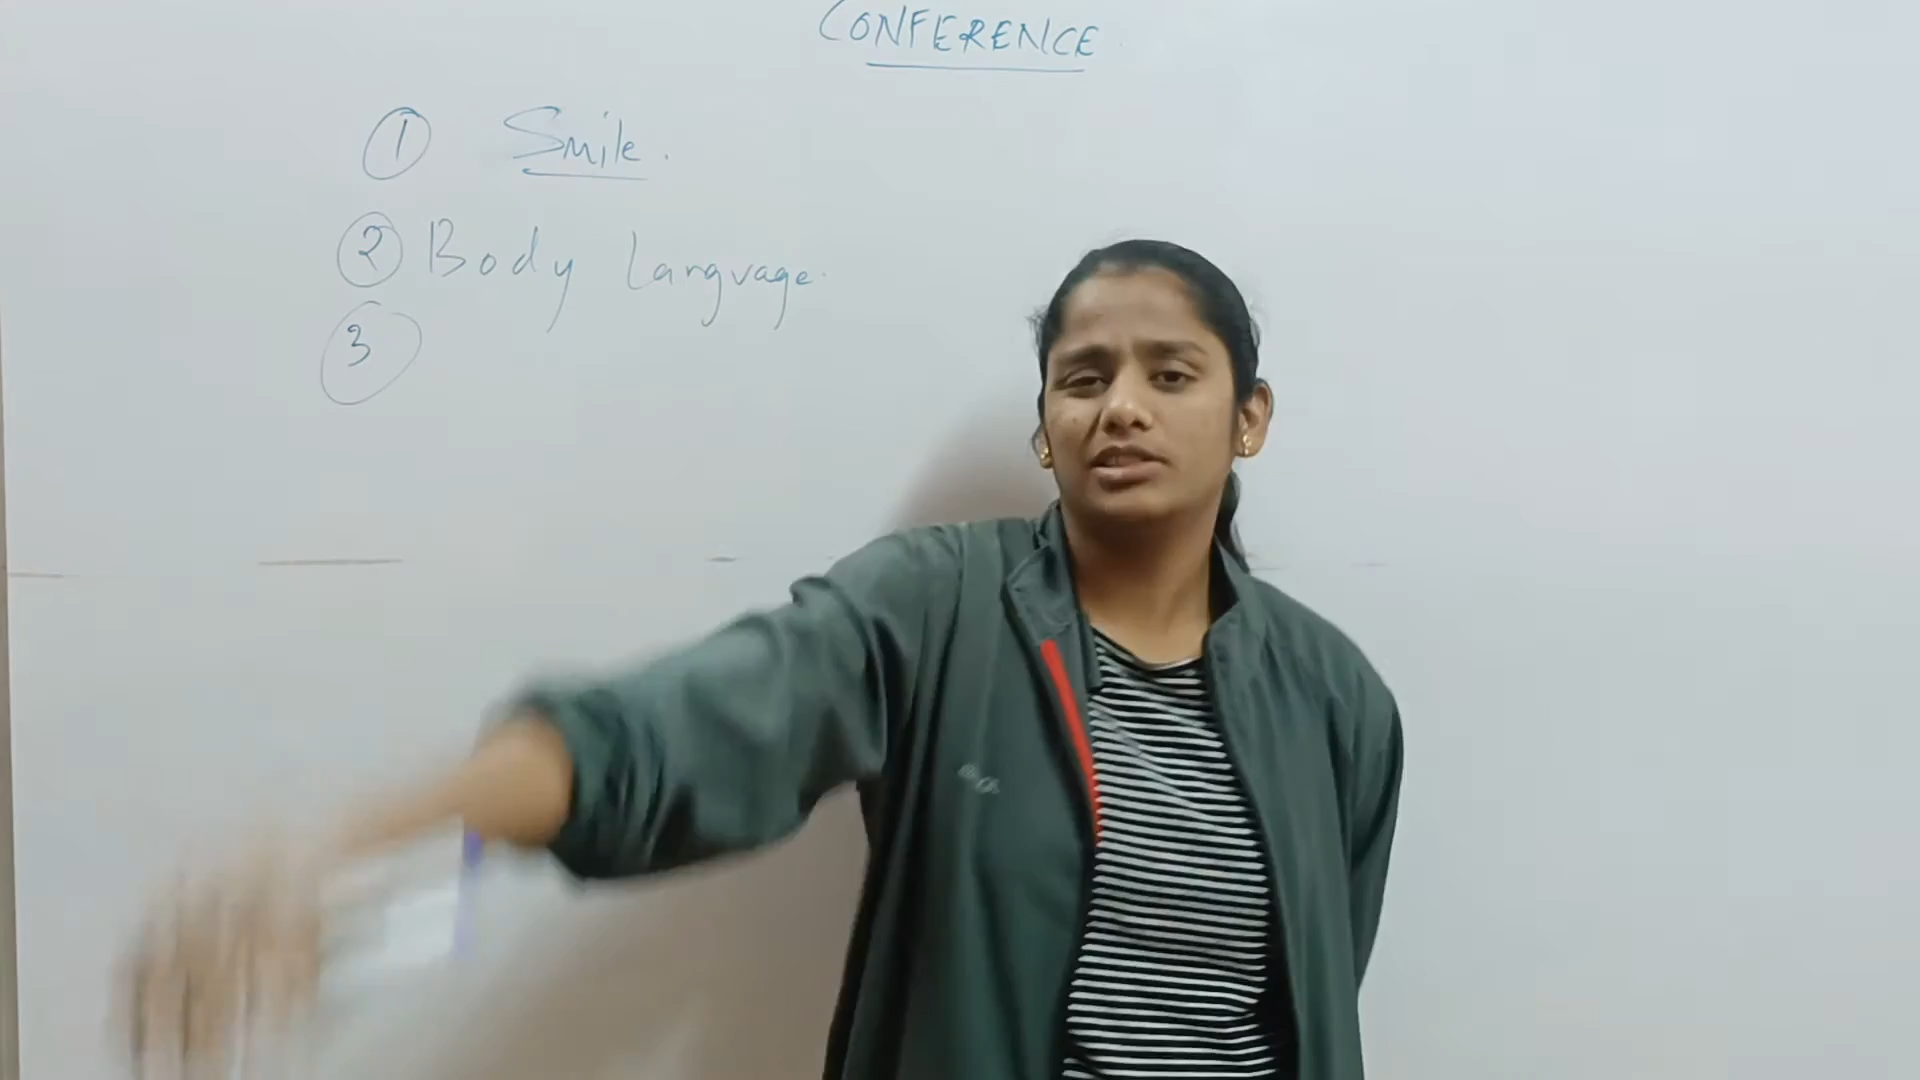 CONFERENCE
① Smile.
② Body Language.
③